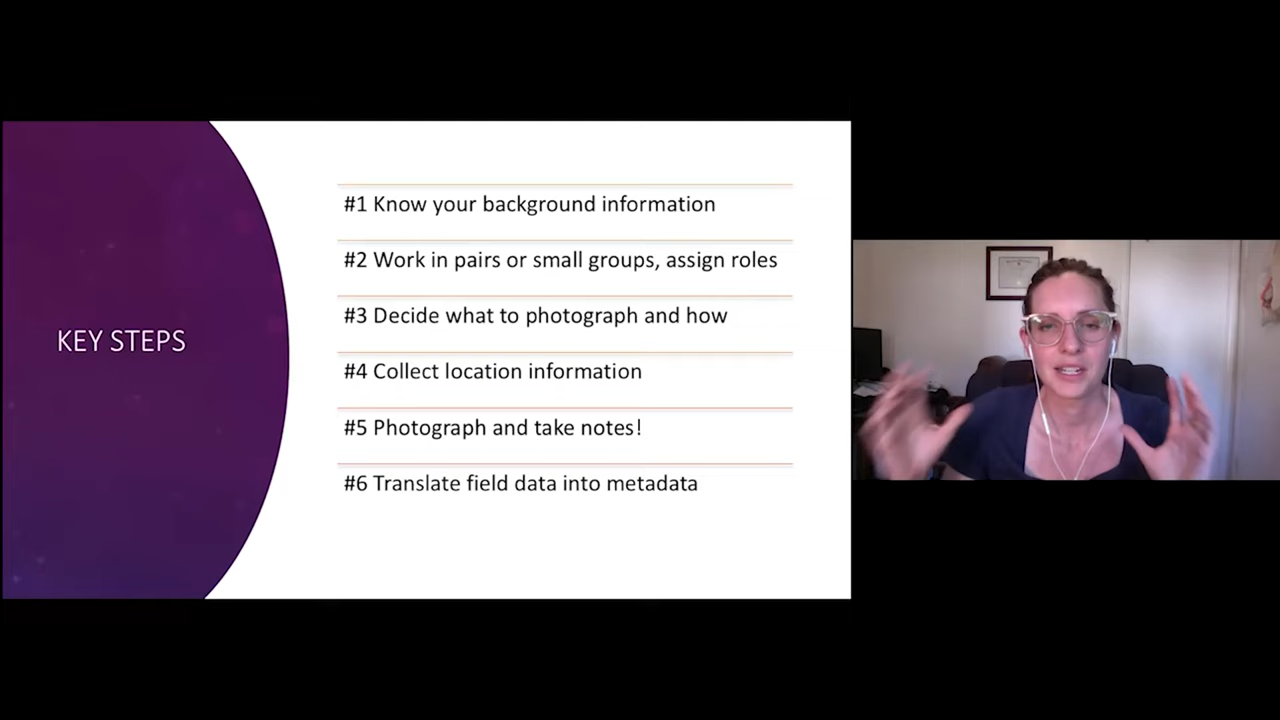 KEY STEPS
#1 Know your background information
#2 Work in pairs or small groups, assign roles
#3 Decide what to photograph and how
#4 Collect location information
#5 Photograph and take notes!
#6 Translate field data into metadata